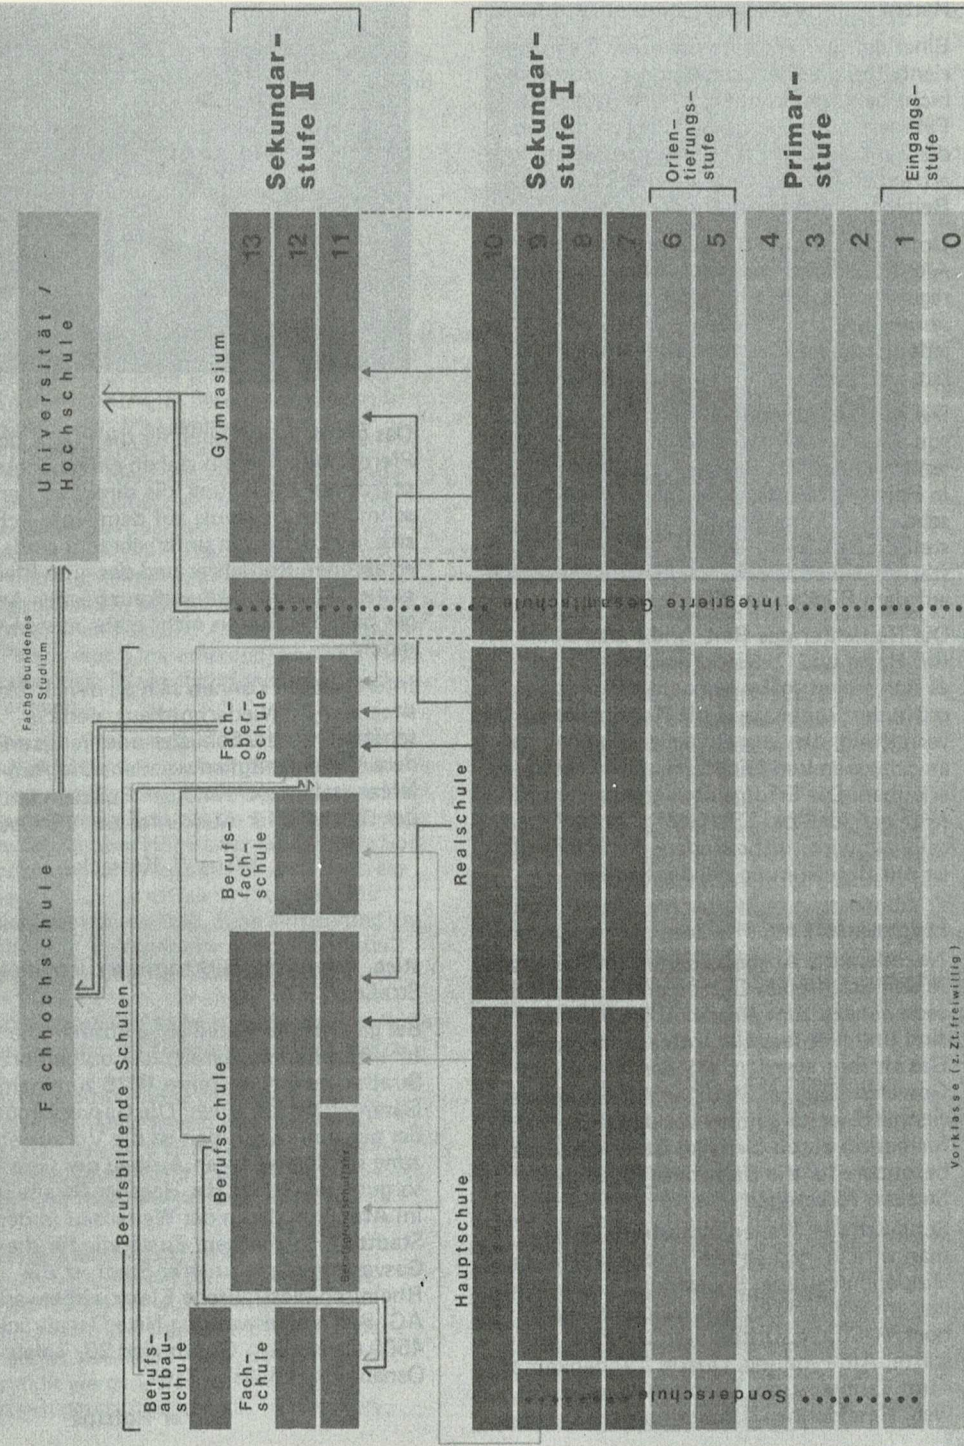 Universität /
Hochschule
Fachgebundenes
Studium
Fachhochschule
Berufsbildende Schulen
Gymnasium
Fach-
ober-
schule
Berufs-
fach-
schule
Berufsschule
Berufs-
aufbau-
schule
Fach-
schule
Sekundar-
stufe II
13
12
11
Sekundar-
stufe I
10
9
8
7
Orien-
tierungs-
stufe
6
5
Primar-
stufe
4
3
2
Eingangs-
stufe
1
0
Integrierte Gesamtschule
Realschule
Hauptschule
Sonderschule
Vorklasse (z. Zt. freiwillig)